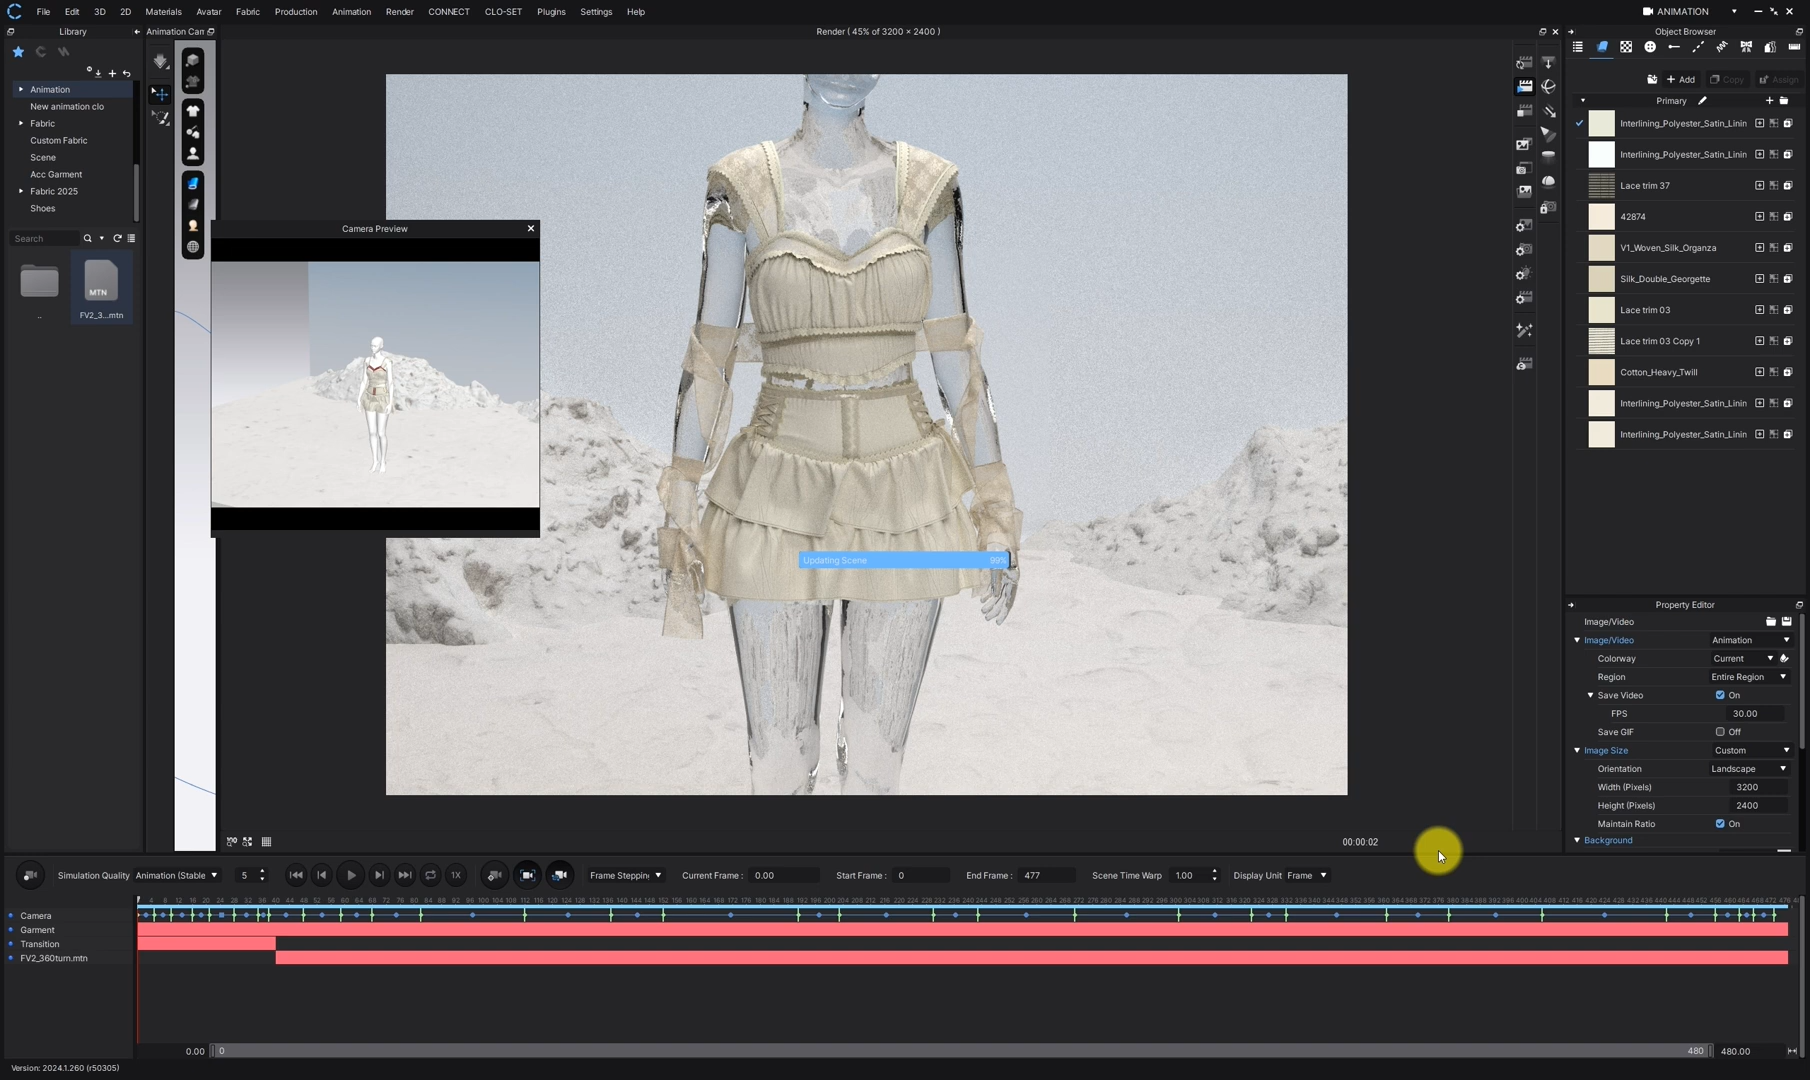 File Edit 3D 2D Materials Avatar Fabric Production Animation Render CONNECT CLO-SET Plugins Settings Help
ANIMATION
Library
Animation Cam
Render ( 45% of 3200 × 2400 )
Object Browser
Animation
New animation clo
Fabric
Custom Fabric
Scene
Acc Garment
Fabric 2025
Shoes
Search
..
MTN
FV2_3...mtn
Camera Preview
Updating Scene 99%
00:00:02
+ Add Copy Assign
Primary
Interlining_Polyester_Satin_Linin
Interlining_Polyester_Satin_Linin
Lace trim 37
42874
V1_Woven_Silk_Organza
Silk_Double_Georgette
Lace trim 03
Lace trim 03 Copy 1
Cotton_Heavy_Twill
Interlining_Polyester_Satin_Linin
Interlining_Polyester_Satin_Linin
Property Editor
Image/Video
Image/Video Animation
Colorway Current
Region Entire Region
Save Video On
FPS 30.00
Save GIF Off
Image Size Custom
Orientation Landscape
Width (Pixels) 3200
Height (Pixels) 2400
Maintain Ratio On
Background
Simulation Quality Animation (Stable 5 1X Frame Stepping Current Frame : 0.00 Start Frame : 0 End Frame : 477 Scene Time Warp 1.00 Display Unit Frame
Camera
Garment
Transition
FV2_360turn.mtn
0.00 0 480 480.00
Version: 2024.1.260 (r50305)